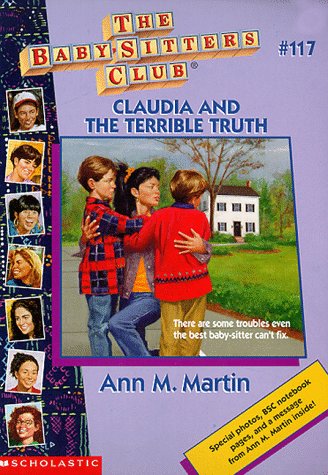 THE
BABY-SITTERS
CLUB®
#117
CLAUDIA AND
THE TERRIBLE TRUTH
There are some troubles even
the best baby-sitter can't fix.
Ann M. Martin
Special photos, BSC notebook
pages, and a message
from Ann M. Martin inside!
SCHOLASTIC